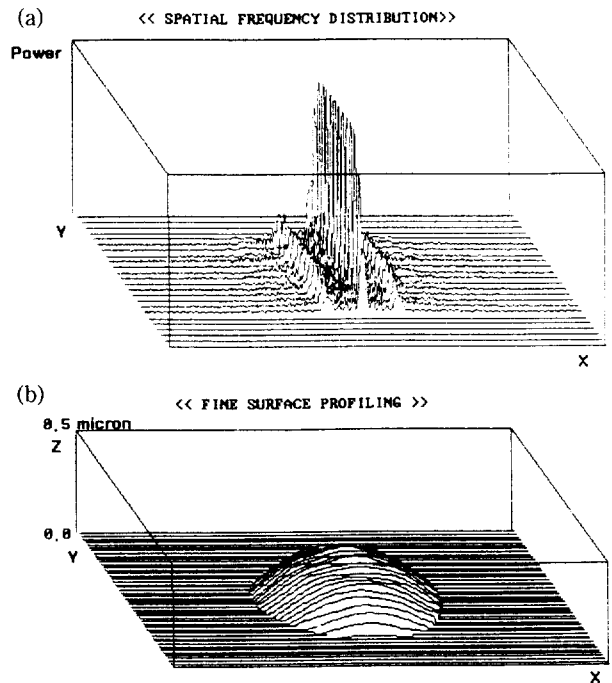 (a)
<< SPATIAL FREQUENCY DISTRIBUTION>>
Power
Y
X
(b)
<< FINE SURFACE PROFILING >>
0.5 micron
Z
0.0
Y
X